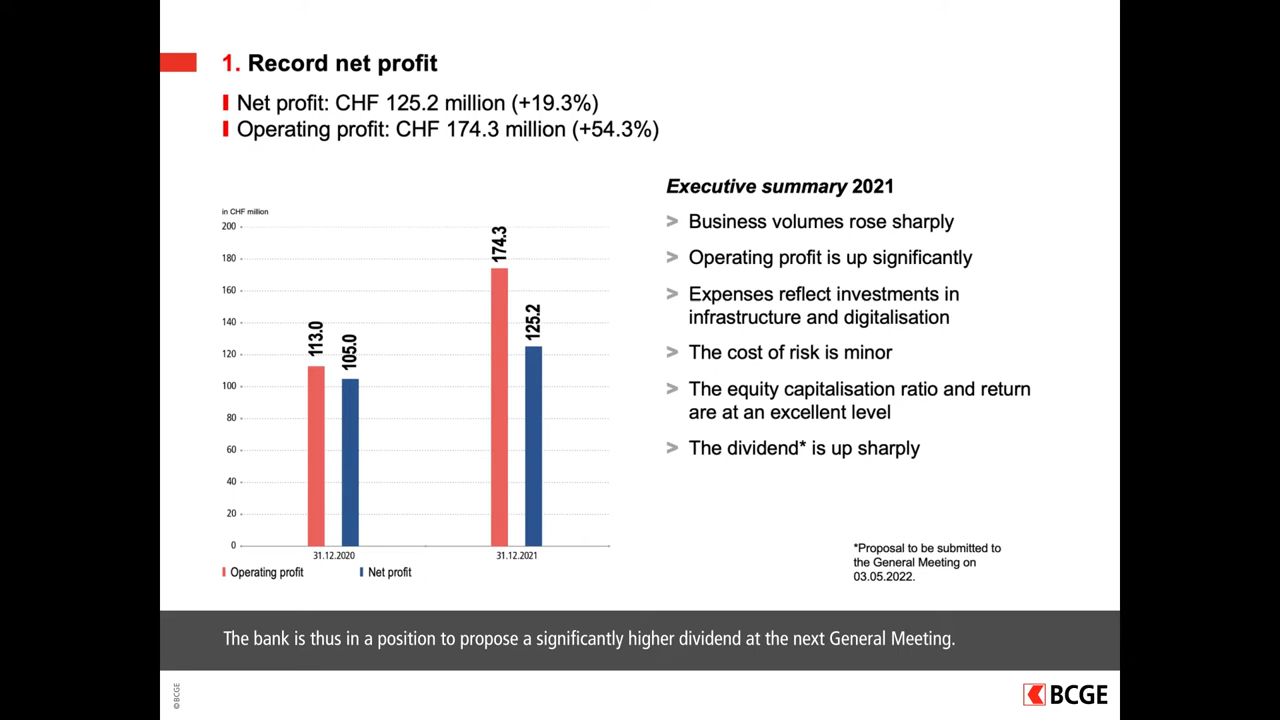 1. Record net profit
Net profit: CHF 125.2 million (+19.3%)
Operating profit: CHF 174.3 million (+54.3%)
in CHF million
200
180
160
140
120
100
80
60
40
20
0
113.0
105.0
174.3
125.2
31.12.2020
31.12.2021
Operating profit
Net profit
Executive summary 2021
> Business volumes rose sharply
> Operating profit is up significantly
> Expenses reflect investments in
infrastructure and digitalisation
> The cost of risk is minor
> The equity capitalisation ratio and return
are at an excellent level
> The dividend* is up sharply
*Proposal to be submitted to
the General Meeting on
03.05.2022.
The bank is thus in a position to propose a significantly higher dividend at the next General Meeting.
© BCGE
BCGE